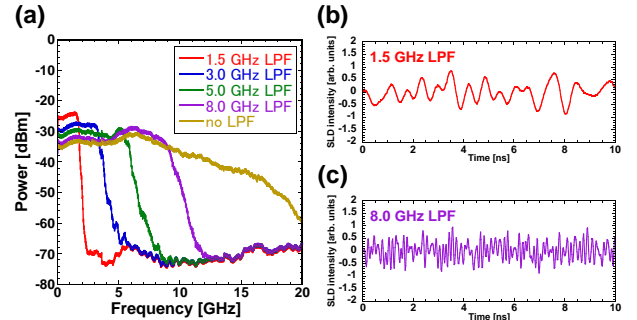 (a)
0
-10
-20
-30
-40
-50
-60
-70
-80
Power [dBm]
1.5 GHz LPF
3.0 GHz LPF
5.0 GHz LPF
8.0 GHz LPF
no LPF
0 5 10 15 20
Frequency [GHz]
(b)
2
1.5
1
0.5
0
-0.5
-1
-1.5
-2
SLD intensity [arb. units]
1.5 GHz LPF
0 2 4 6 8 10
Time [ns]
(c)
2
1.5
1
0.5
0
-0.5
-1
-1.5
-2
SLD intensity [arb. units]
8.0 GHz LPF
0 2 4 6 8 10
Time [ns]